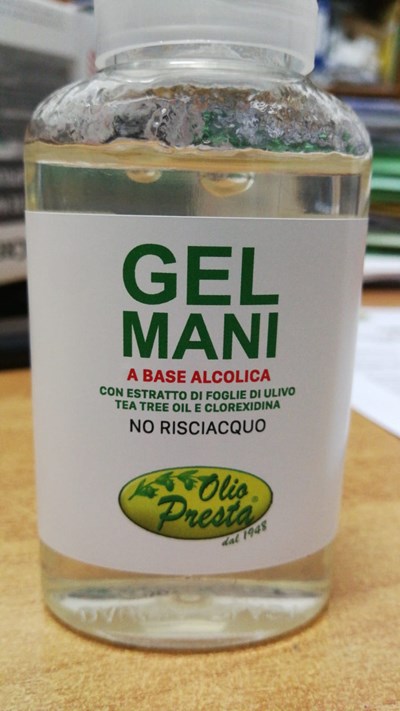 GEL
MANI
A BASE ALCOLICA
CON ESTRATTO DI FOGLIE DI ULIVO
TEA TREE OIL E CLOREXIDINA
NO RISCIACQUO
Olio
Presta®
dal 1948